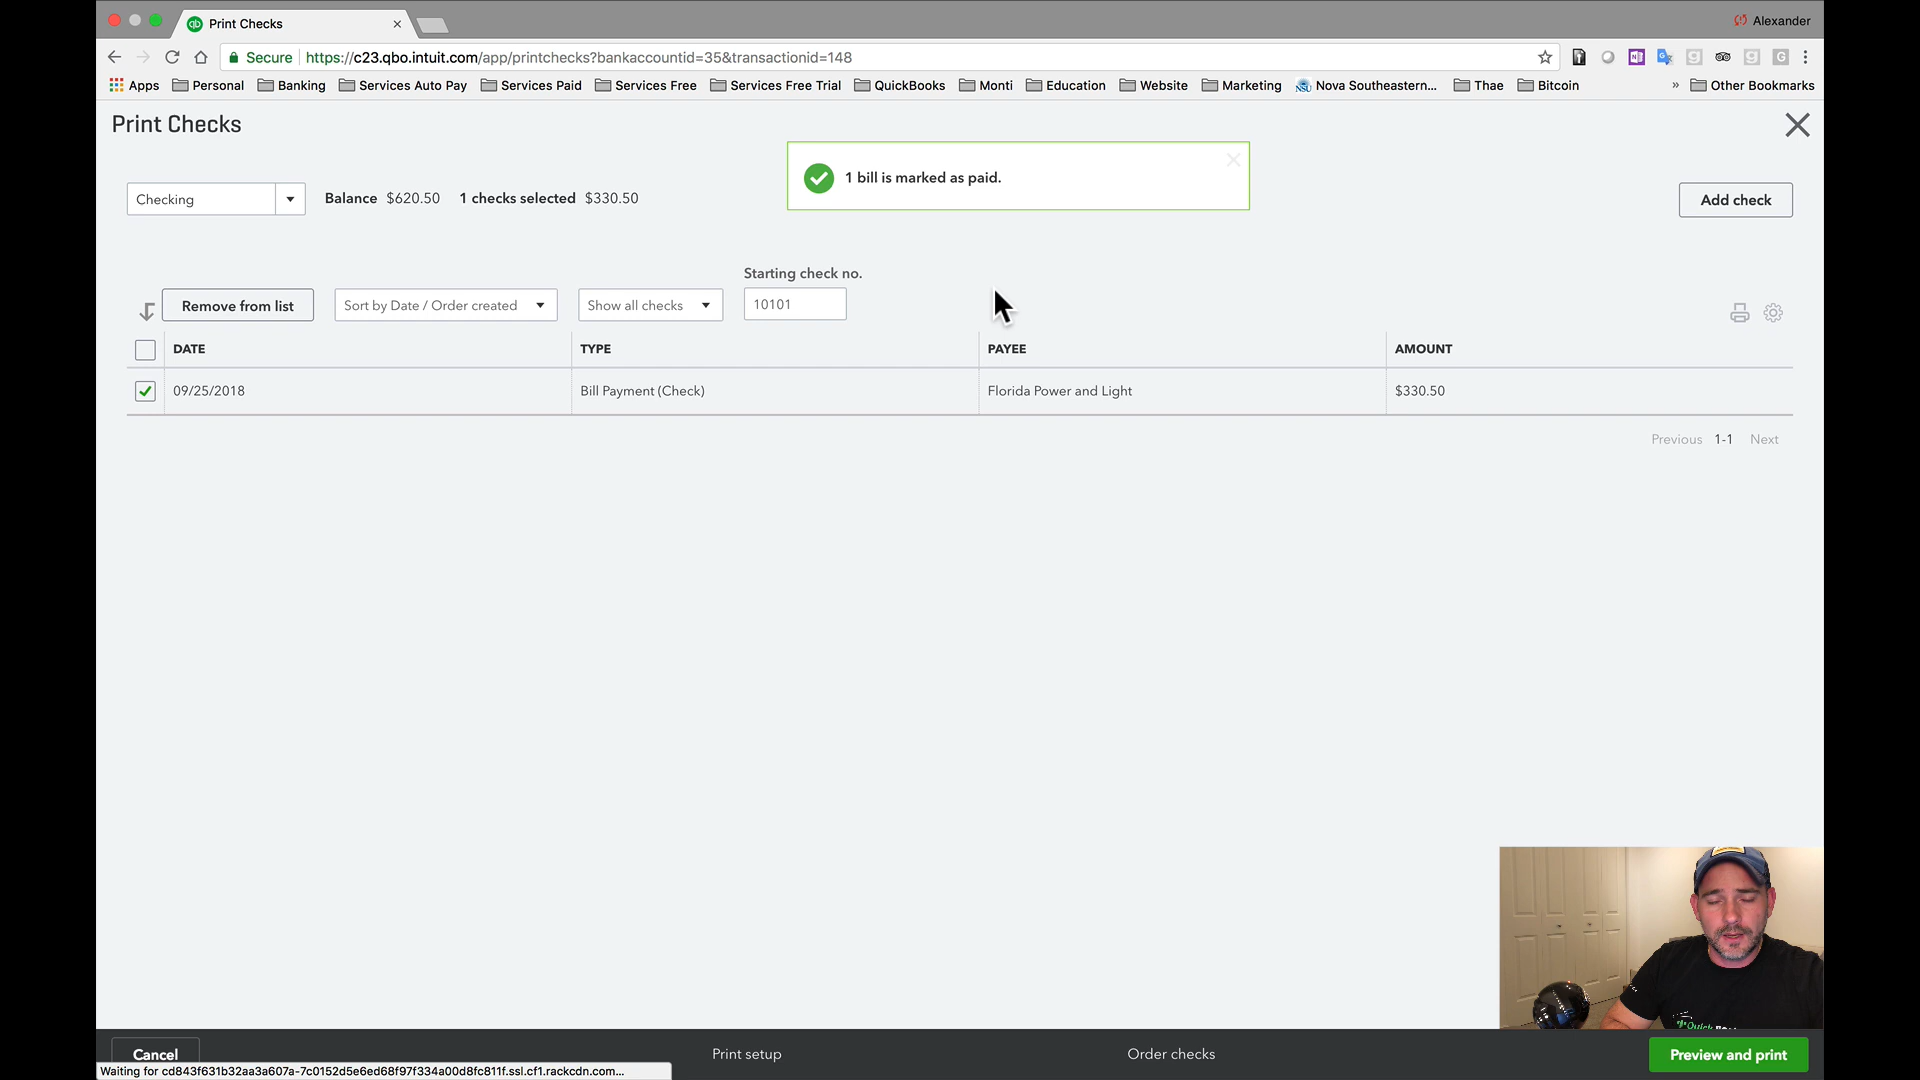 Print Checks
Alexander
Secure https://c23.qbo.intuit.com/app/printchecks?bankaccountid=35&transactionid=148
Apps Personal Banking Services Auto Pay Services Paid Services Free Services Free Trial QuickBooks Monti Education Website Marketing Nova Southeastern... Thae Bitcoin » Other Bookmarks
Print Checks
1 bill is marked as paid.
Checking Balance $620.50 1 checks selected $330.50 Add check
Starting check no.
Remove from list Sort by Date / Order created Show all checks 10101
DATE TYPE PAYEE AMOUNT
09/25/2018 Bill Payment (Check) Florida Power and Light $330.50
Previous 1-1 Next
Cancel Print setup Order checks Preview and print
Waiting for cd843f631b32aa3a607a-7c0152d5e6ed68f97f334a00d8fc811f.ssl.cf1.rackcdn.com...